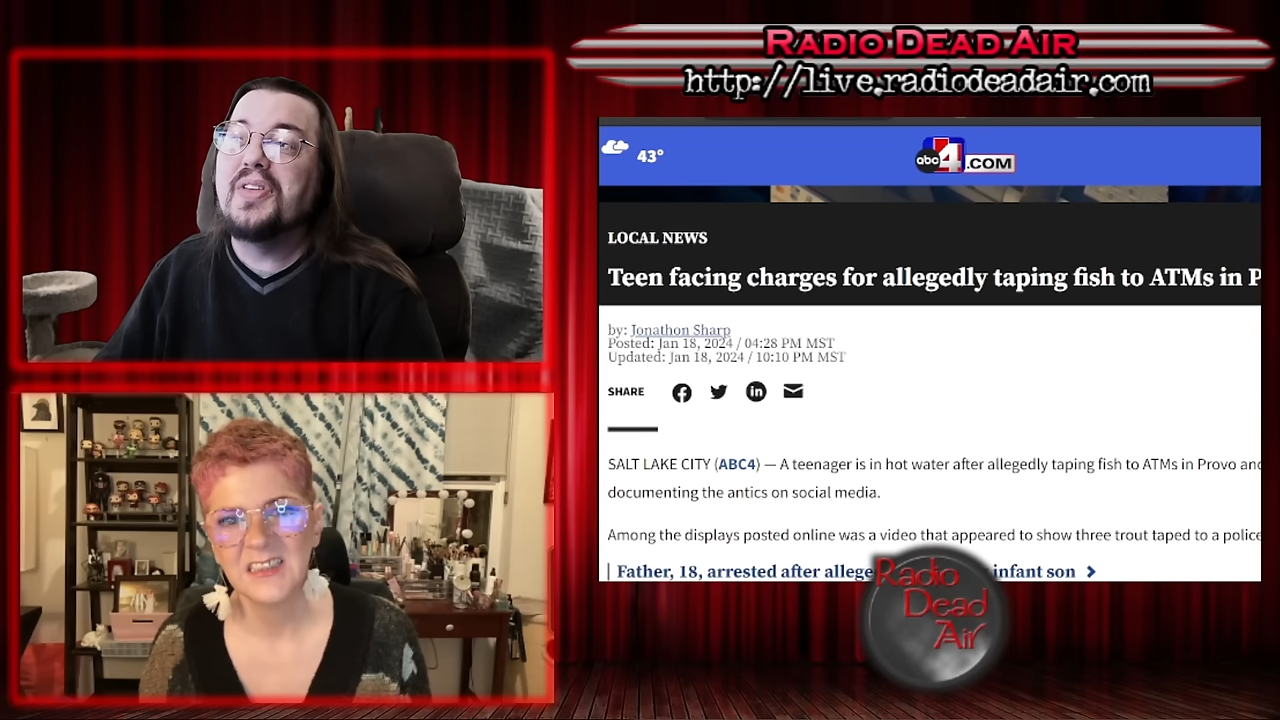 Radio Dead Air
http://live.radiodeadair.com
43°
abc 4 .COM
LOCAL NEWS
Teen facing charges for allegedly taping fish to ATMs in P
by: Jonathon Sharp
Posted: Jan 18, 2024 / 04:28 PM MST
Updated: Jan 18, 2024 / 10:10 PM MST
SHARE
SALT LAKE CITY (ABC4) — A teenager is in hot water after allegedly taping fish to ATMs in Provo and
documenting the antics on social media.
Among the displays posted online was a video that appeared to show three trout taped to a police
Father, 18, arrested after allege infant son
Radio
Dead
Air